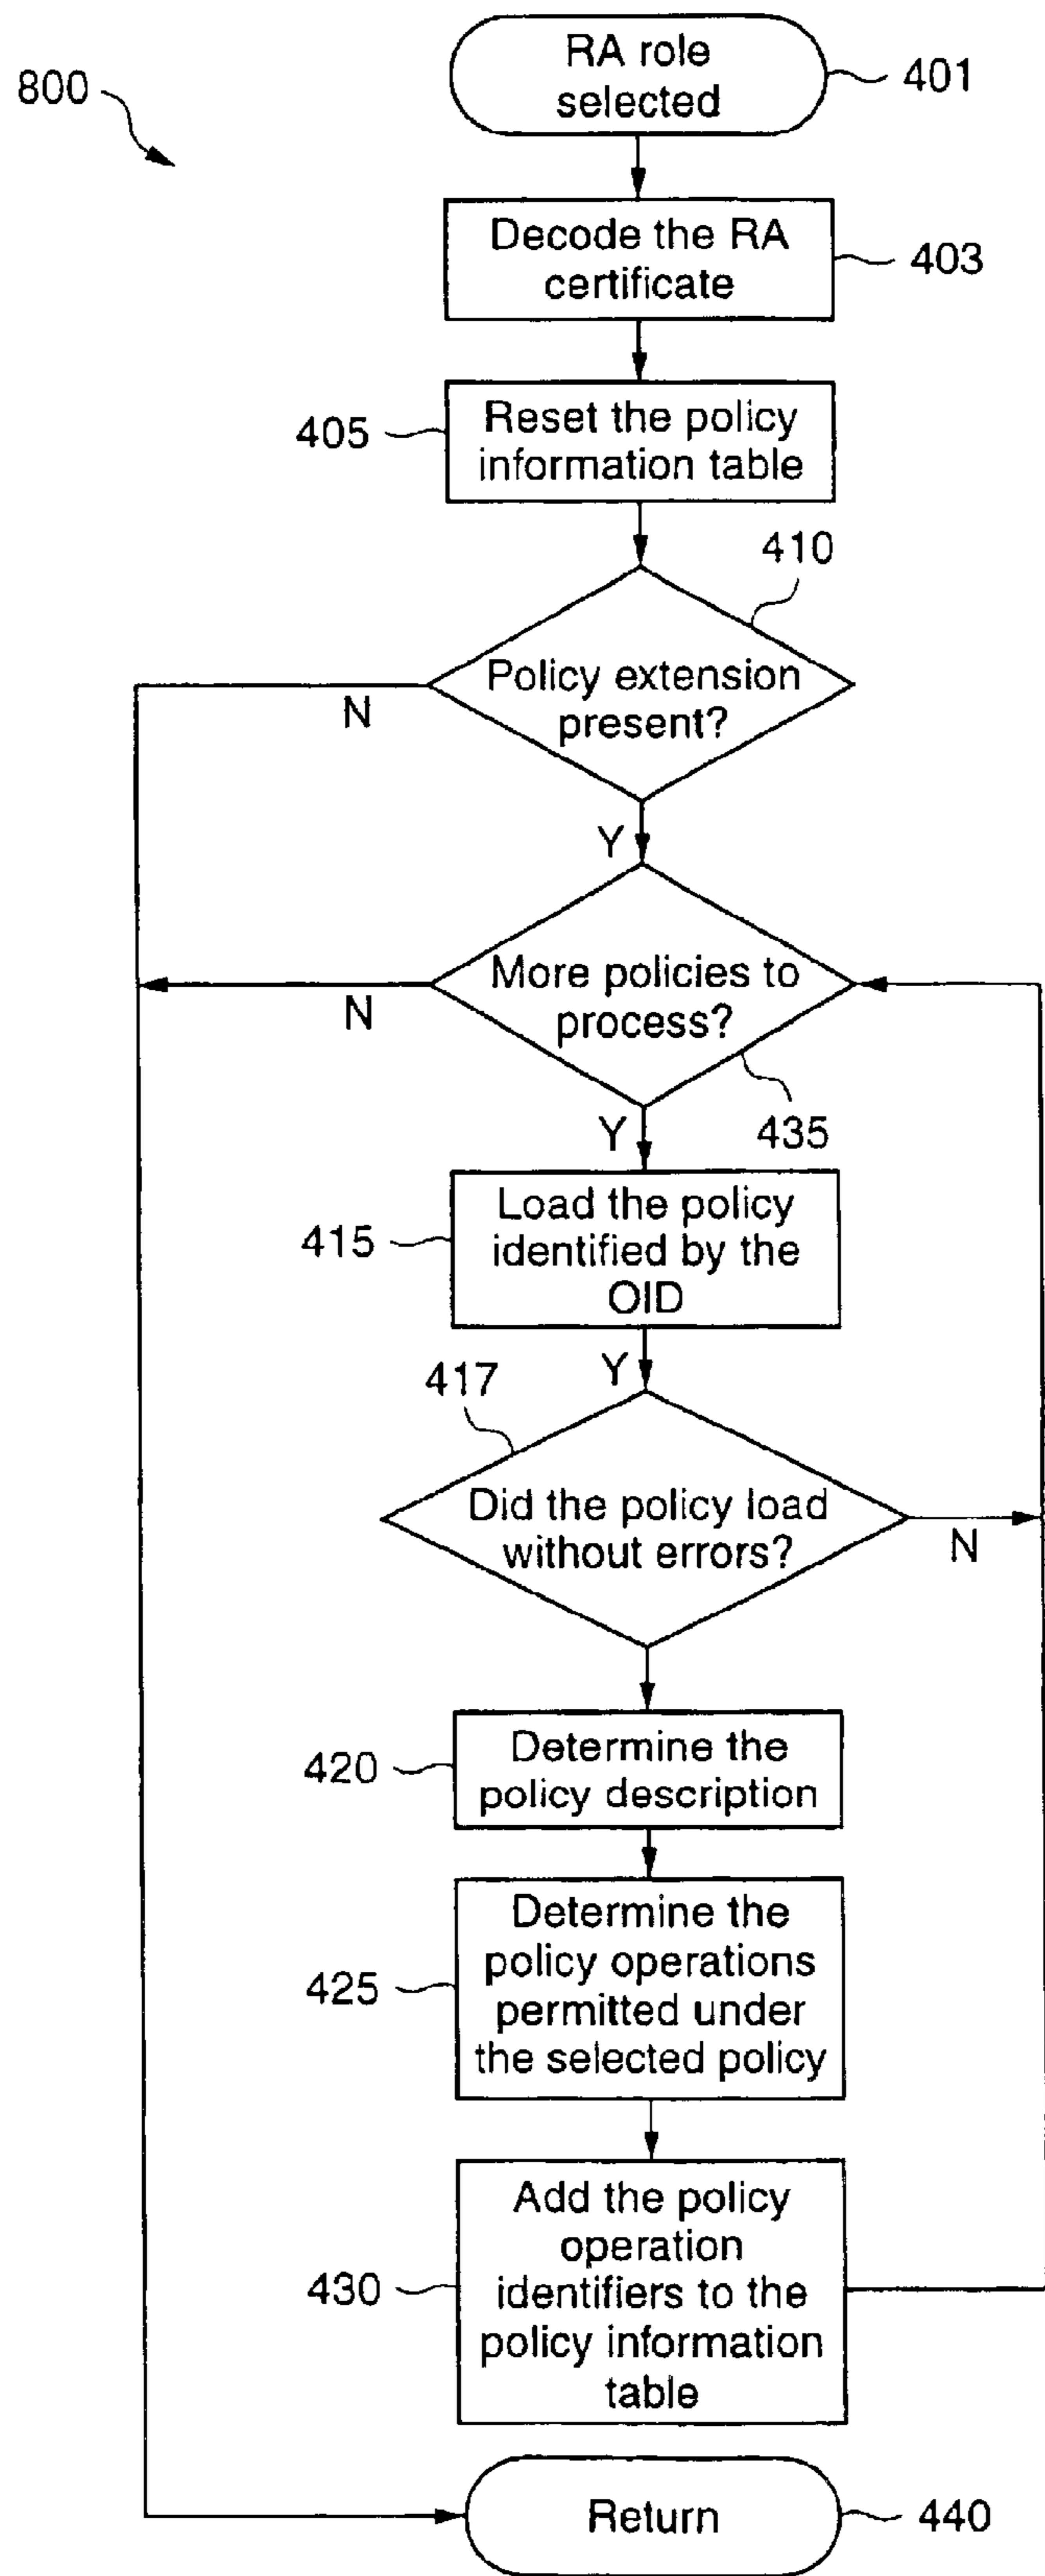 800
RA role
selected
401
Decode the RA
certificate
403
405
Reset the policy
information table
410
Policy extension
present?
N
Y
More policies to
process?
N
435
Y
415
Load the policy
identified by the
OID
Y
417
Did the policy load
without errors?
N
420
Determine the
policy description
425
Determine the
policy operations
permitted under
the selected policy
430
Add the policy
operation
identifiers to the
policy information
table
Return
440